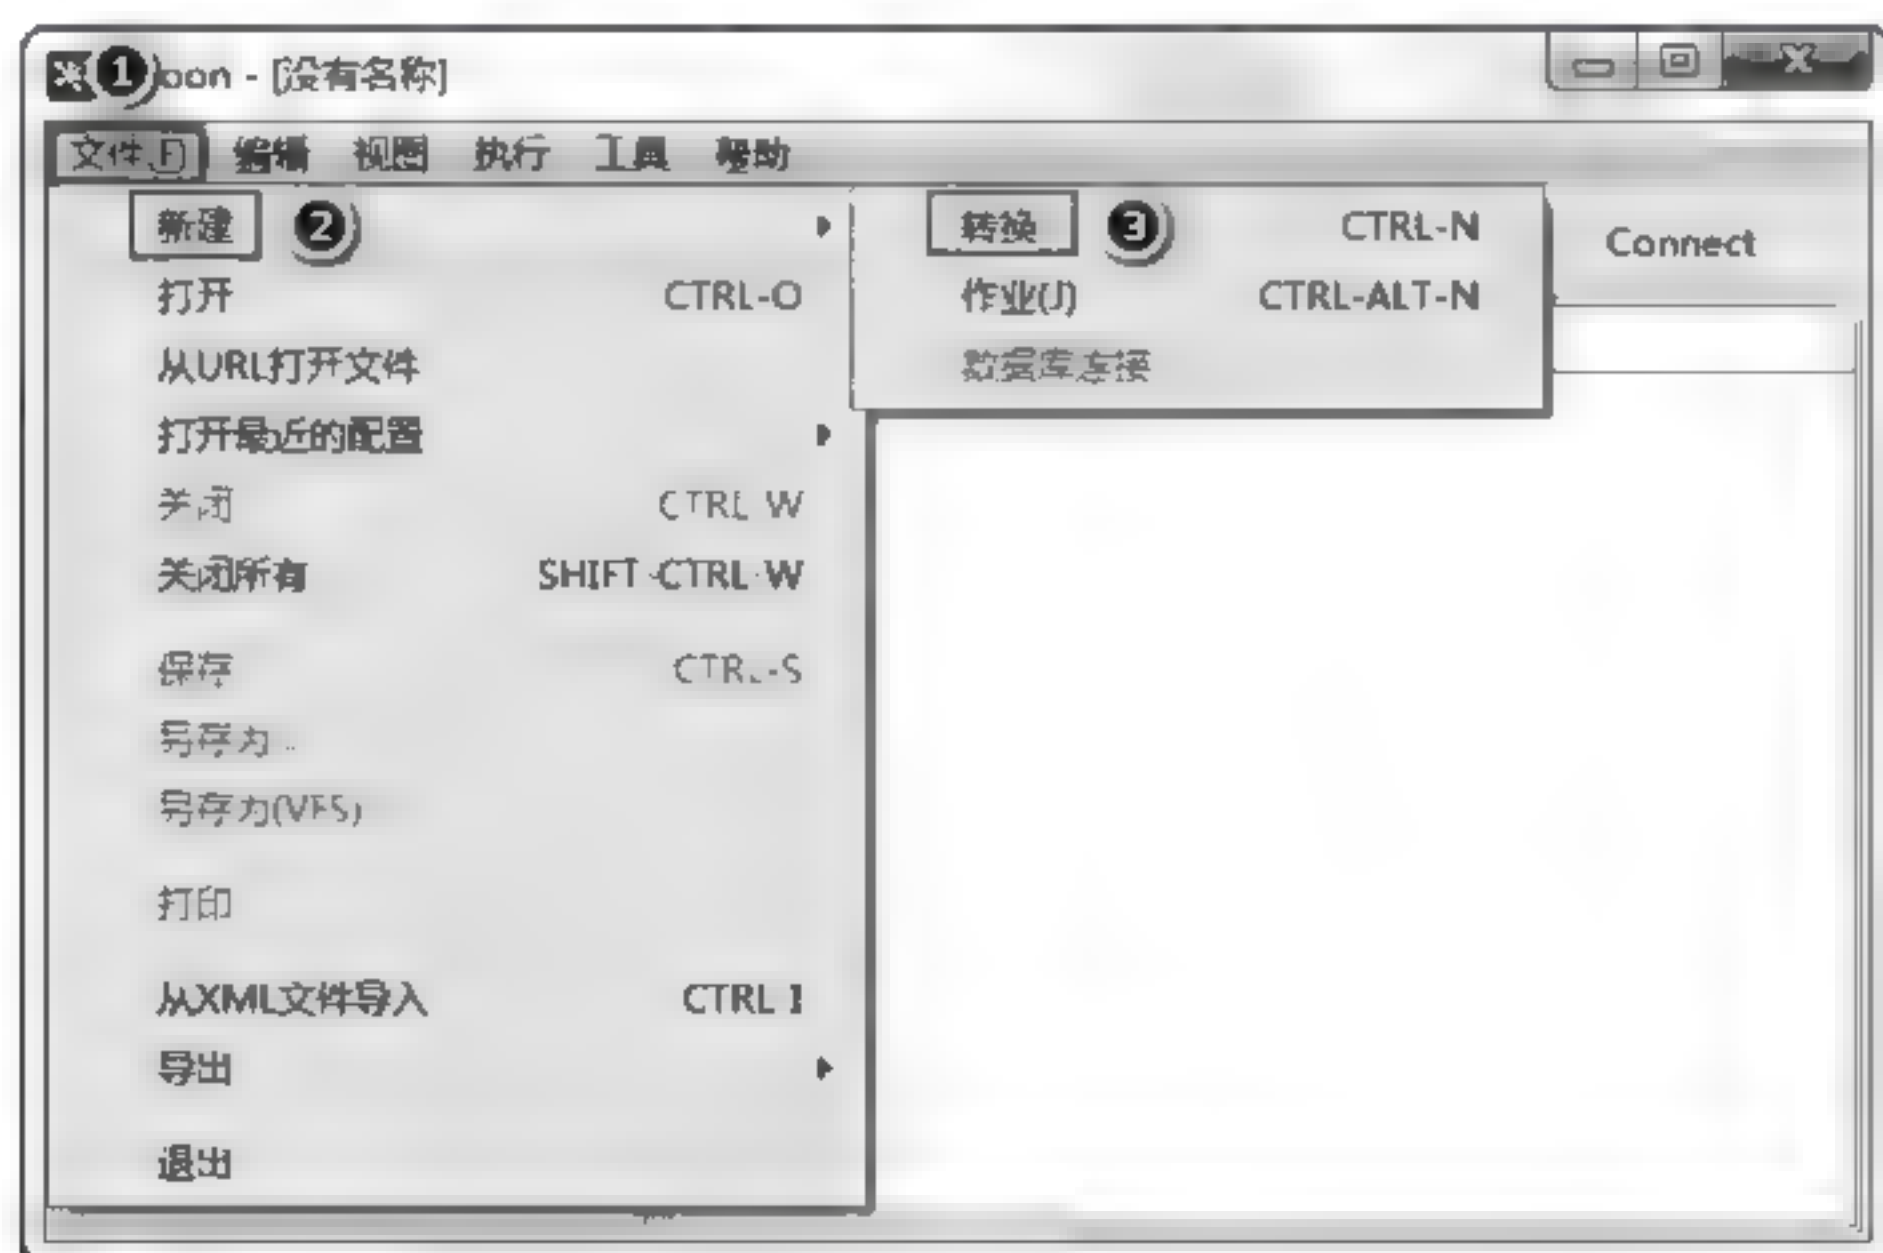 1 oon - [没有名称]
文件(F) 编辑 视图 执行 工具 帮助
新建 2
打开 CTRL-O
从URL打开文件
打开最近的配置
关闭 CTRL-W
关闭所有 SHIFT-CTRL-W
保存 CTRL-S
另存为...
另存为(VFS)
打印
从XML文件导入 CTRL-I
导出
退出
转换 3 CTRL-N
作业(J) CTRL-ALT-N
数据库连接
Connect